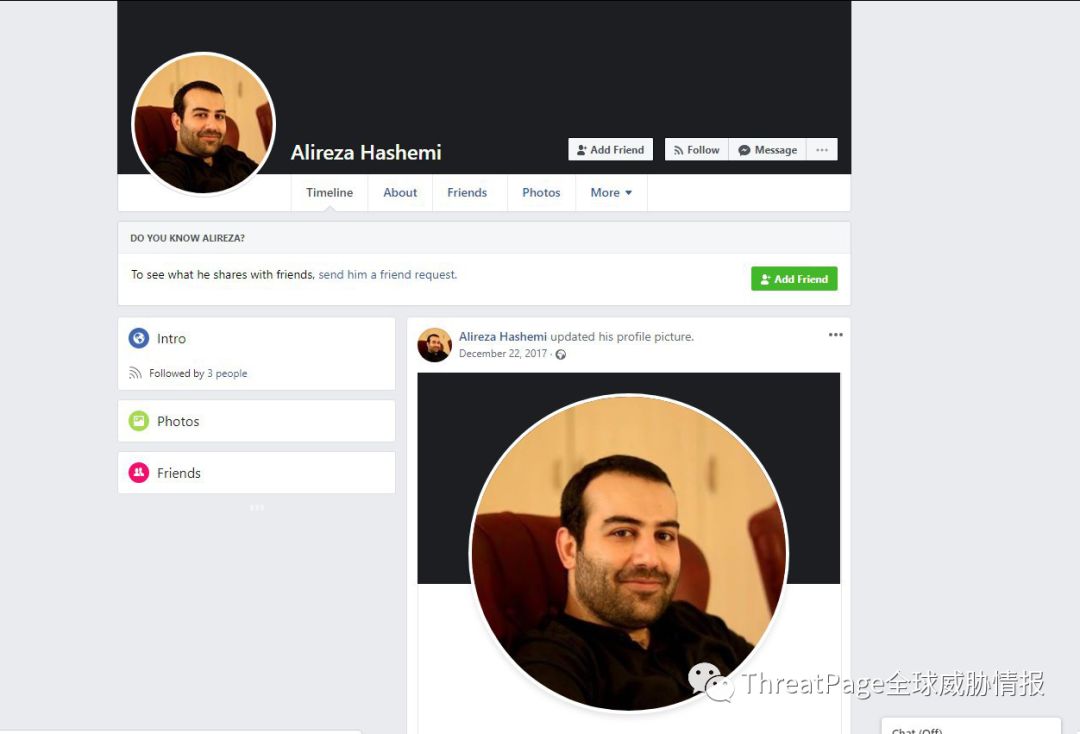 Alireza Hashemi
Add Friend
Follow
Message
Timeline
About
Friends
Photos
More
DO YOU KNOW ALIREZA?
To see what he shares with friends, send him a friend request.
Add Friend
Intro
Followed by 3 people
Photos
Friends
Alireza Hashemi updated his profile picture.
December 22, 2017 ·
ThreatPage全球威胁情报
Chat (Off)